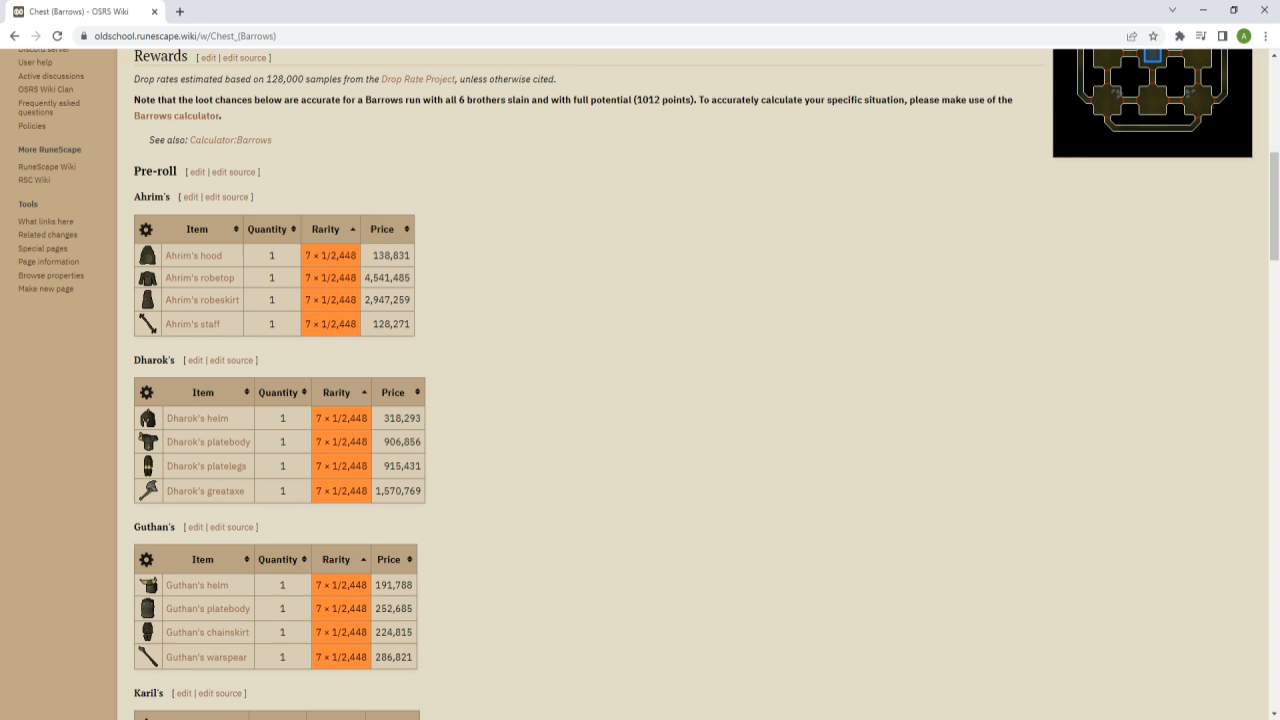 Chest (Barrows) - OSRS Wiki
oldschool.runescape.wiki/w/Chest_(Barrows)
A
Discord server
User help
Active discussions
OSRS Wiki Clan
Frequently asked
questions
Policies
More RuneScape
RuneScape Wiki
RSC Wiki
Tools
What links here
Related changes
Special pages
Page information
Browse properties
Make new page
Rewards [ edit | edit source ]
Drop rates estimated based on 128,000 samples from the Drop Rate Project, unless otherwise cited.
Note that the loot chances below are accurate for a Barrows run with all 6 brothers slain and with full potential (1012 points). To accurately calculate your specific situation, please make use of the
Barrows calculator.
See also: Calculator:Barrows
Pre-roll [ edit | edit source ]
Ahrim's [ edit | edit source ]
Item Quantity Rarity Price
Ahrim's hood 1 7 × 1/2,448 138,831
Ahrim's robetop 1 7 × 1/2,448 4,541,485
Ahrim's robeskirt 1 7 × 1/2,448 2,947,259
Ahrim's staff 1 7 × 1/2,448 128,271
Dharok's [ edit | edit source ]
Item Quantity Rarity Price
Dharok's helm 1 7 × 1/2,448 318,293
Dharok's platebody 1 7 × 1/2,448 906,856
Dharok's platelegs 1 7 × 1/2,448 915,431
Dharok's greataxe 1 7 × 1/2,448 1,570,769
Guthan's [ edit | edit source ]
Item Quantity Rarity Price
Guthan's helm 1 7 × 1/2,448 191,788
Guthan's platebody 1 7 × 1/2,448 252,685
Guthan's chainskirt 1 7 × 1/2,448 224,815
Guthan's warspear 1 7 × 1/2,448 286,821
Karil's [ edit | edit source ]